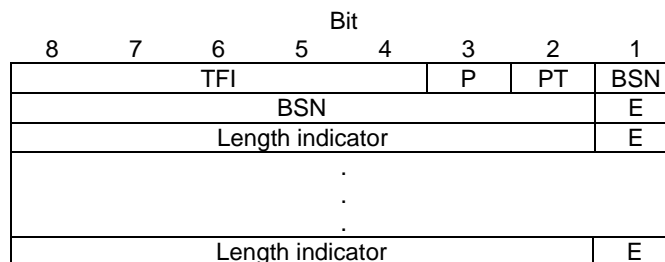 Bit
8 7 6 5 4 3 2 1
TFI P PT BSN
BSN E
Length indicator E
.
.
.
Length indicator E